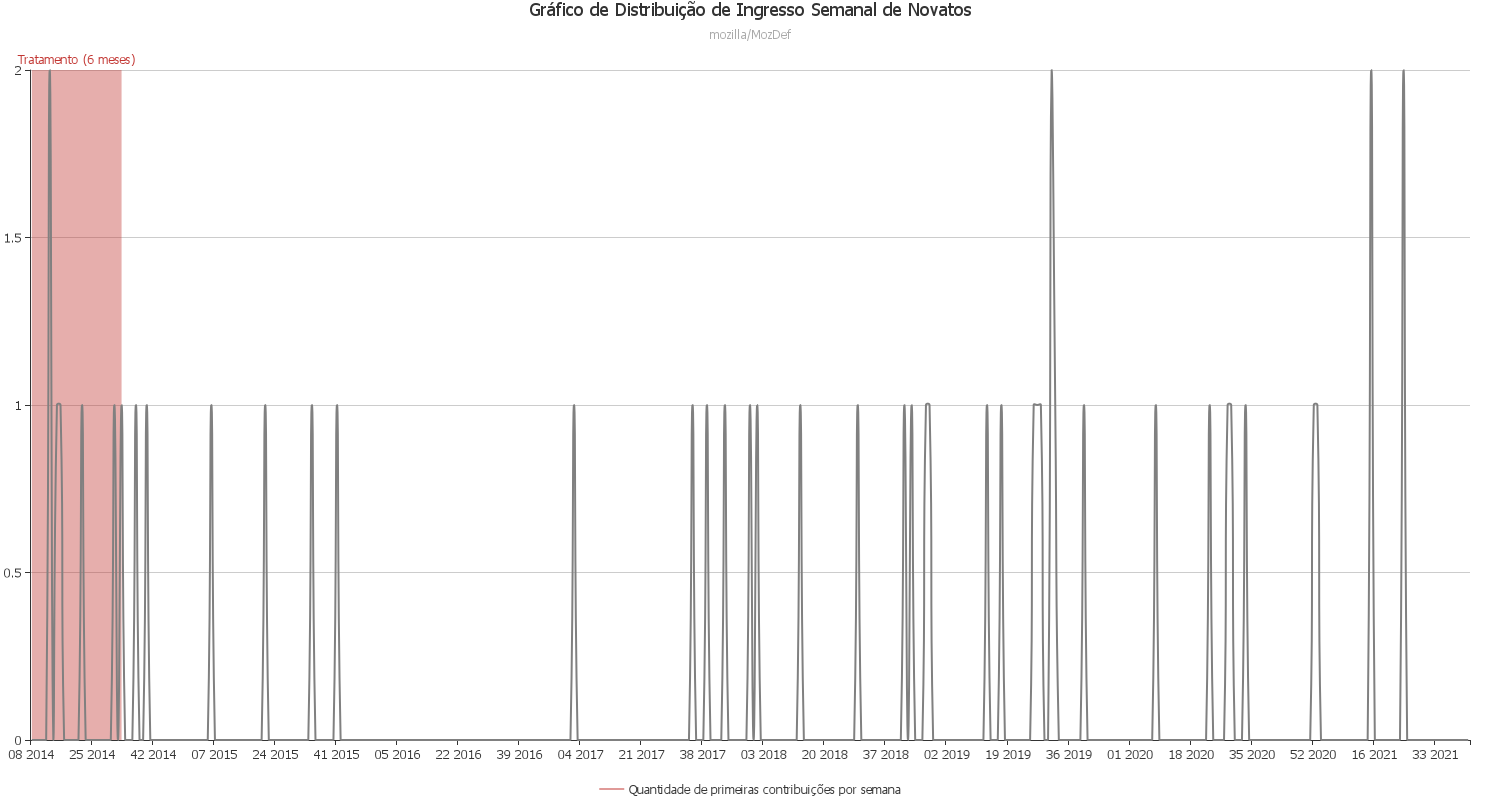 Gráfico de Distribuição de Ingresso Semanal de Novatos
mozilla/MozDef
Tratamento (6 meses)
2
1.5
1
0.5
0
08 2014 25 2014 42 2014 07 2015 24 2015 41 2015 05 2016 22 2016 39 2016 04 2017 21 2017 38 2017 03 2018 20 2018 37 2018 02 2019 19 2019 36 2019 01 2020 18 2020 35 2020 52 2020 16 2021 33 2021
Quantidade de primeiras contribuições por semana